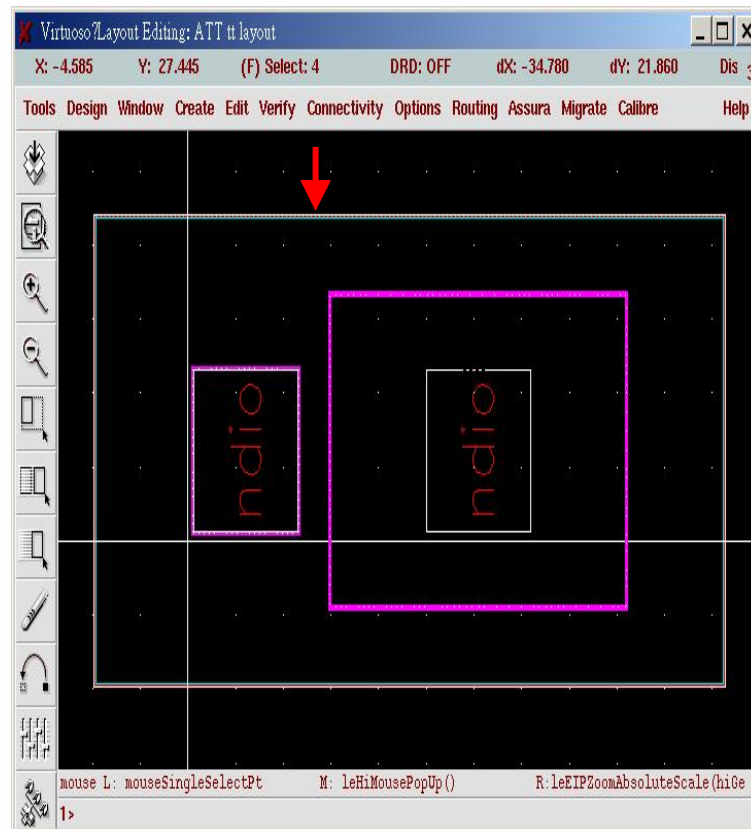 Virtuoso?Layout Editing: ATT tt layout
X: -4.585 Y: 27.445 (F) Select: 4 DRD: OFF dX: -34.780 dY: 21.860 Dis
Tools Design Window Create Edit Verify Connectivity Options Routing Assura Migrate Calibre Help
ndio
ndio
mouse L: mouseSingleSelectPt M: leHiMousePopUp() R:leEIPZoomAbsoluteScale(hiGe
1>